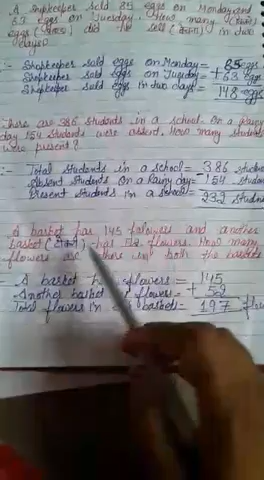 A Shopkeeper Sold 85 eggs on Monday and
63 eggs on Tuesday. How many
eggs did he sell in two
days?
Shopkeeper sold eggs on Monday = 85 eggs
Shopkeeper sold eggs on Tuesday = + 63 eggs
Shopkeeper sold eggs in two days = 148 eggs
There are 386 students in a school. On a Rainy
day 154 students were absent. How many students
were present?
Total Students in a school = 386 Students
Absent Students On a Rainy day = - 154 Students
Present Students in a School = 232 Students
A basket has 145 and another
basket has 52 flowers. How many
flowers are there in both the baskets
A basket has flowers = 145
Another basket flowers = + 52
Total flowers in baskets = 197